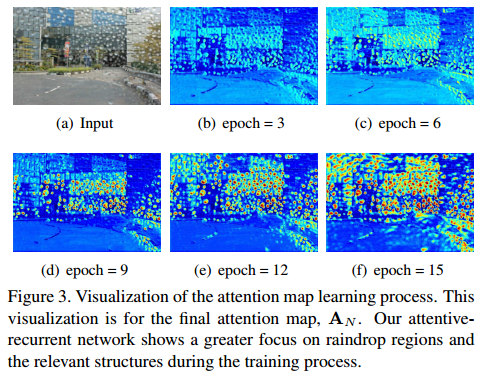 (a) Input
(b) epoch = 3
(c) epoch = 6
(d) epoch = 9
(e) epoch = 12
(f) epoch = 15
Figure 3. Visualization of the attention map learning process. This
visualization is for the final attention map, A_N. Our attentive-
recurrent network shows a greater focus on raindrop regions and
the relevant structures during the training process.